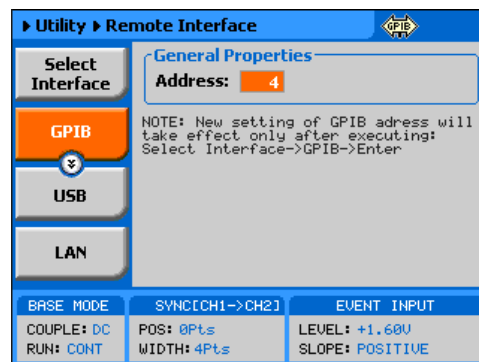 ▶ Utility ▶ Remote Interface
GPIB
Select
Interface
General Properties
Address: 4
GPIB
NOTE: New setting of GPIB adress will
take effect only after executing:
Select Interface->GPIB->Enter
USB
LAN
BASE MODE
COUPLE: DC
RUN: CONT
SYNC[CH1->CH2]
POS: 0Pts
WIDTH: 4Pts
EVENT INPUT
LEVEL: +1.60V
SLOPE: POSITIVE